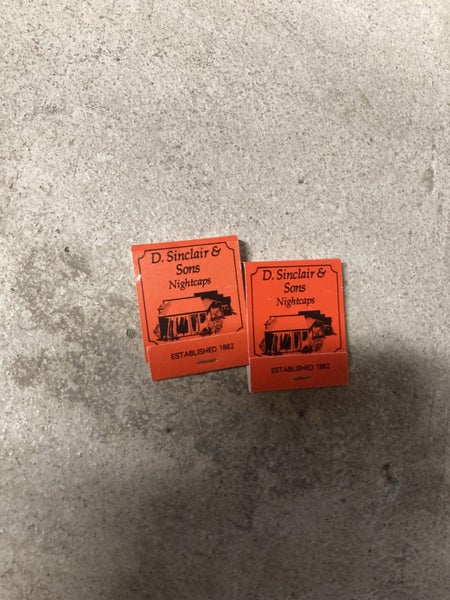 D. Sinclair &
Sons
Nightcaps
ESTABLISHED 1882
D. Sinclair &
Sons
Nightcaps
ESTABLISHED 1882